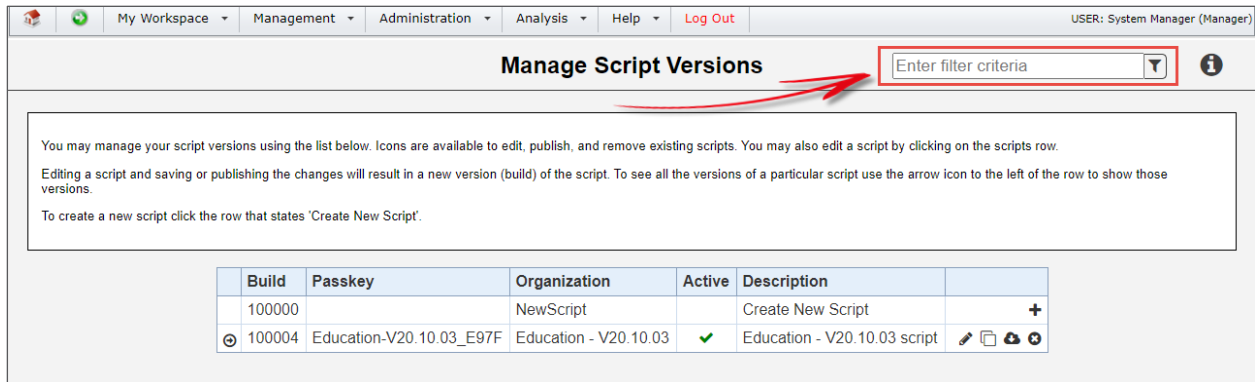 My Workspace Management Administration Analysis Help Log Out USER: System Manager (Manager)
Manage Script Versions Enter filter criteria
You may manage your script versions using the list below. Icons are available to edit, publish, and remove existing scripts. You may also edit a script by clicking on the scripts row.
Editing a script and saving or publishing the changes will result in a new version (build) of the script. To see all the versions of a particular script use the arrow icon to the left of the row to show those
versions.
To create a new script click the row that states 'Create New Script'.
Build Passkey Organization Active Description
100000 NewScript Create New Script
100004 Education-V20.10.03_E97F Education - V20.10.03 Education - V20.10.03 script